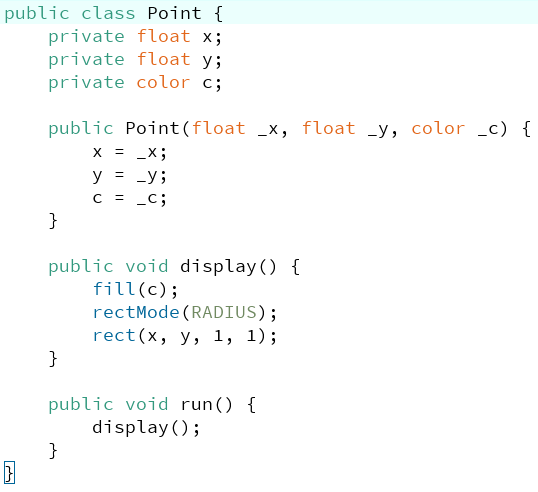 public class Point {
    private float x;
    private float y;
    private color c;

    public Point(float _x, float _y, color _c) {
        x = _x;
        y = _y;
        c = _c;
    }

    public void display() {
        fill(c);
        rectMode(RADIUS);
        rect(x, y, 1, 1);
    }

    public void run() {
        display();
    }
}